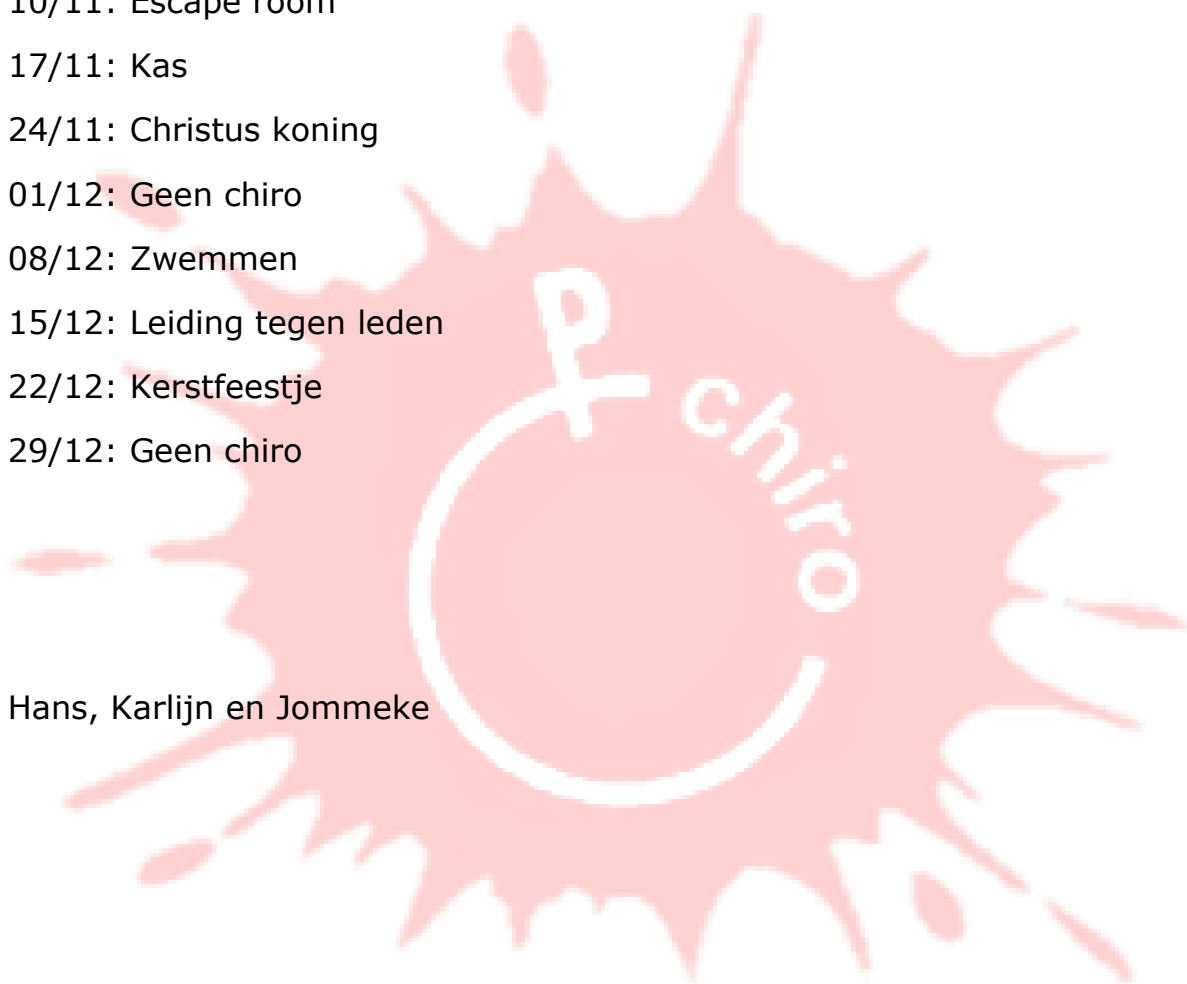 10/11: Escape room
17/11: Kas
24/11: Christus koning
01/12: Geen chiro
08/12: Zwemmen
15/12: Leiding tegen leden
22/12: Kerstfeestje
29/12: Geen chiro
chiro
Hans, Karlijn en Jommeke